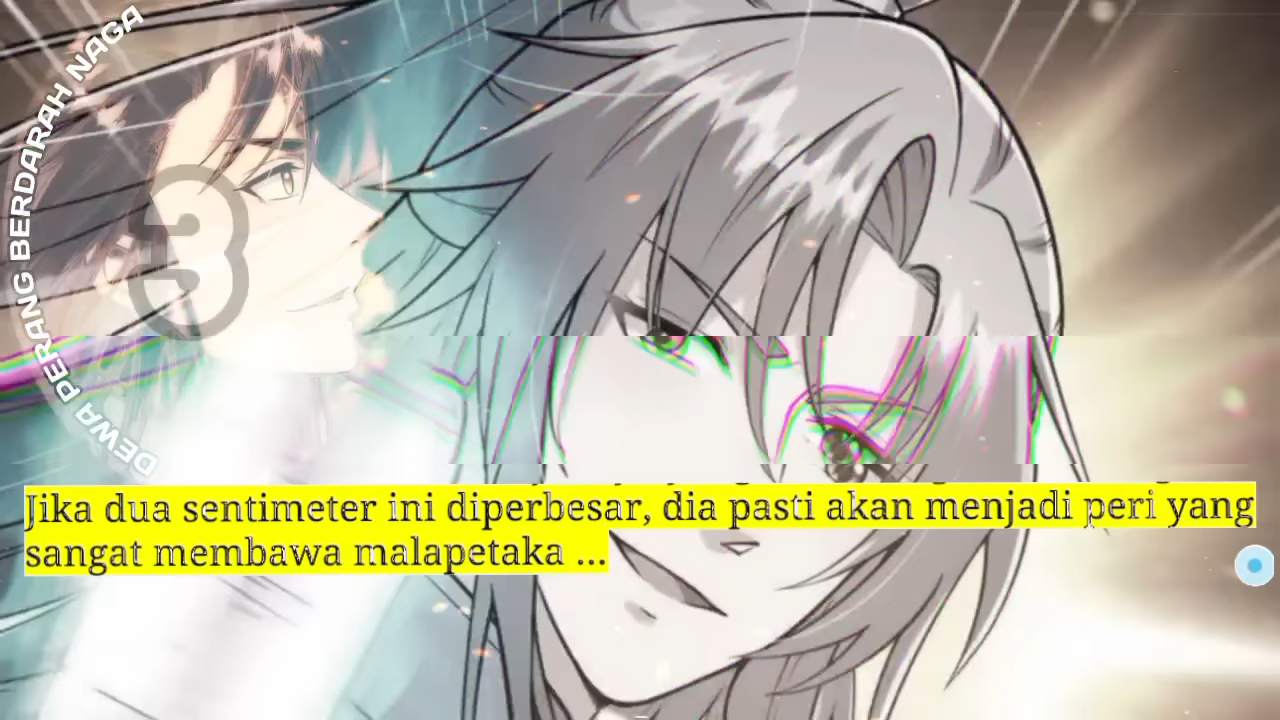 DEWA PERANG BERDARAH NAGA
Jika dua sentimeter ini diperbesar, dia pasti akan menjadi peri yang
sangat membawa malapetaka ...